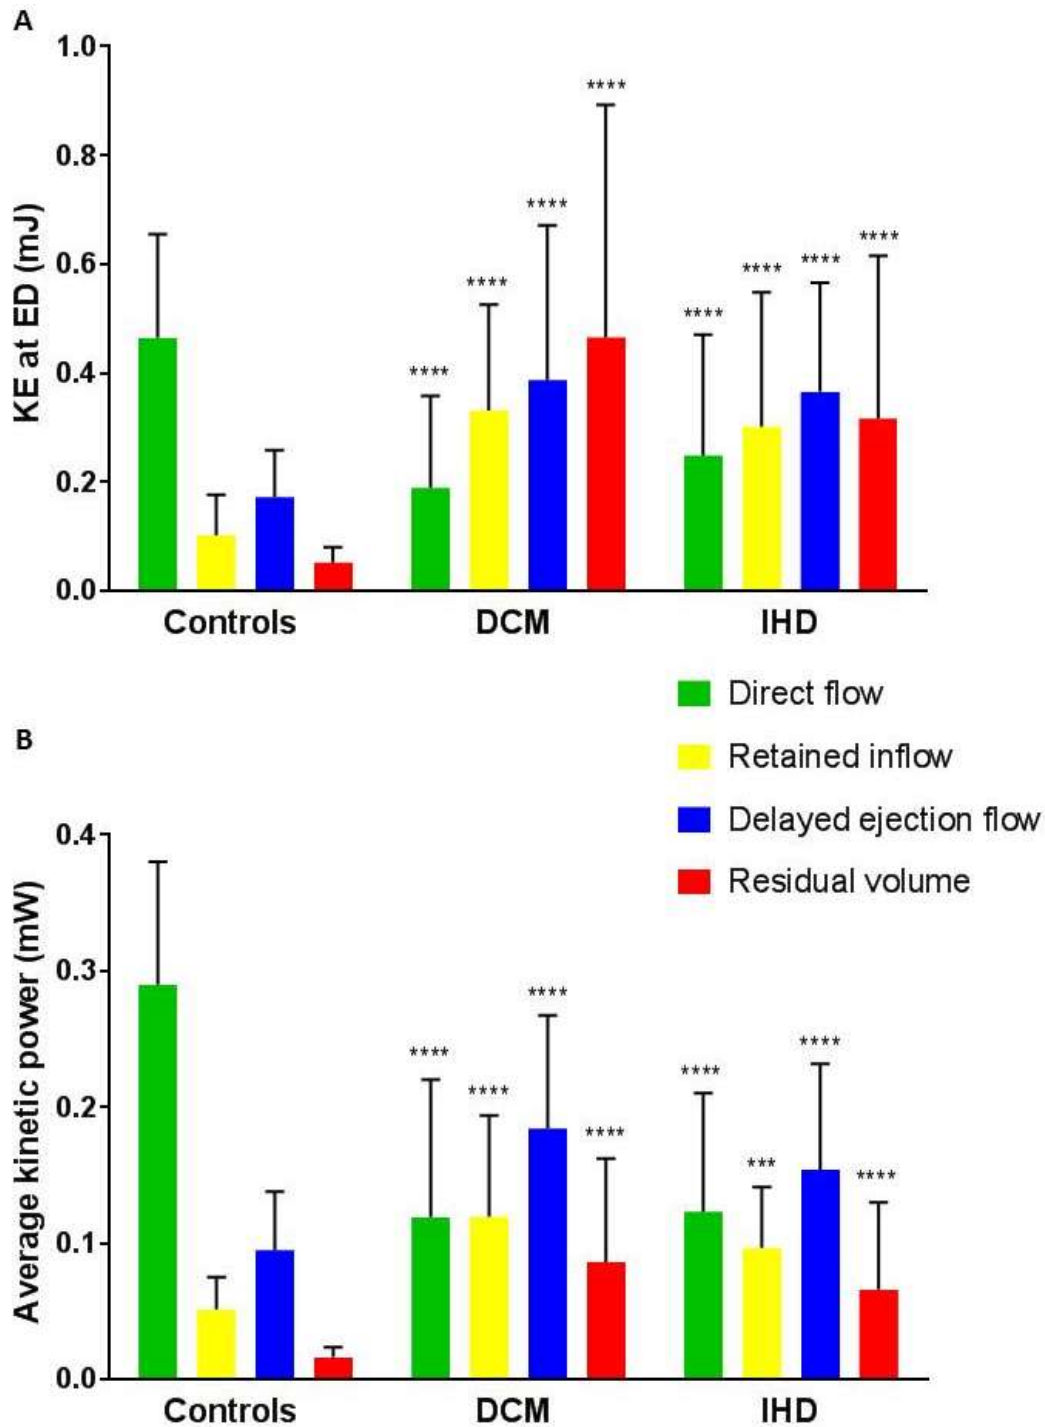 A
KE at ED (mJ)
1.0
0.8
0.6
0.4
0.2
0.0
****
****
****
****
****
****
****
****
Controls DCM IHD
Direct flow
Retained inflow
Delayed ejection flow
Residual volume
B
Average kinetic power (mW)
0.4
0.3
0.2
0.1
0.0
****
****
****
****
****
***
****
****
Controls DCM IHD